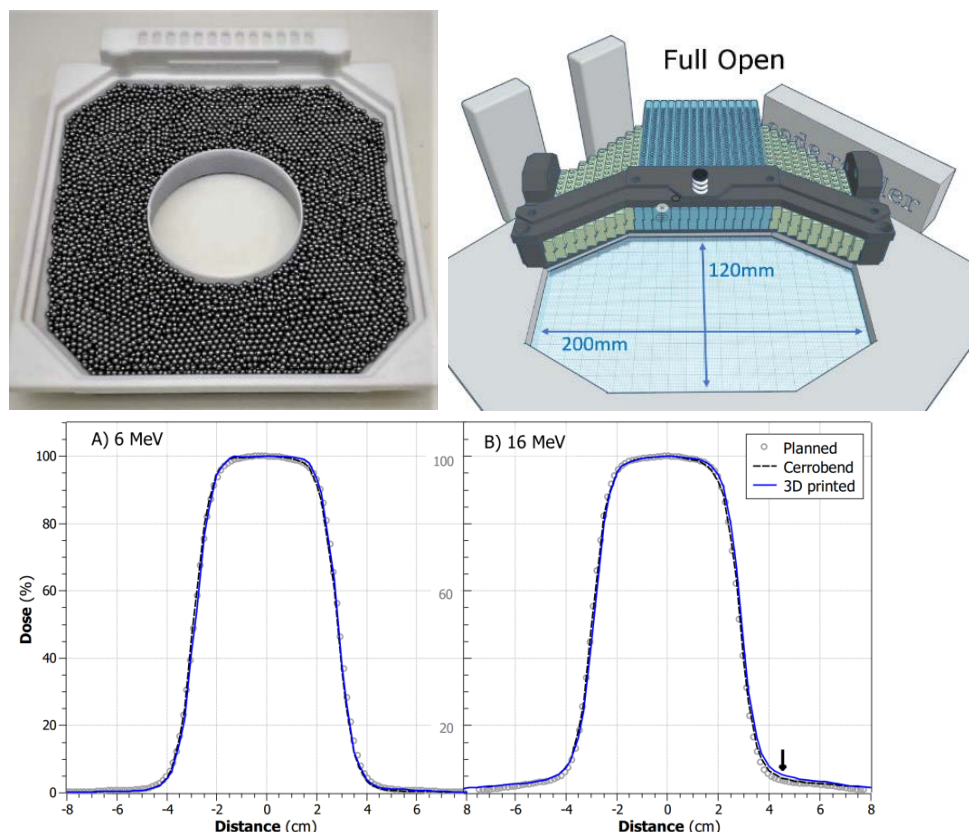 Full Open
120mm
200mm
A) 6 MeV
B) 16 MeV
Planned
Cerrobend
3D printed
Dose (%)
100
80
60
40
20
0
100
80
60
40
20
-8 -6 -4 -2 0 2 4 6 8
-6 -4 -2 0 2 4 6 8
Distance (cm)
Distance (cm)